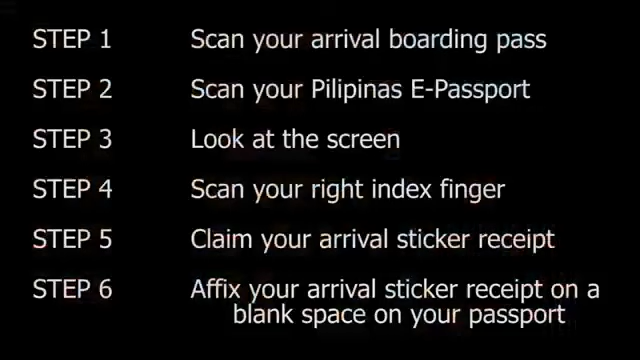 STEP 1 Scan your arrival boarding pass
STEP 2 Scan your Pilipinas E-Passport
STEP 3 Look at the screen
STEP 4 Scan your right index finger
STEP 5 Claim your arrival sticker receipt
STEP 6 Affix your arrival sticker receipt on a
blank space on your passport